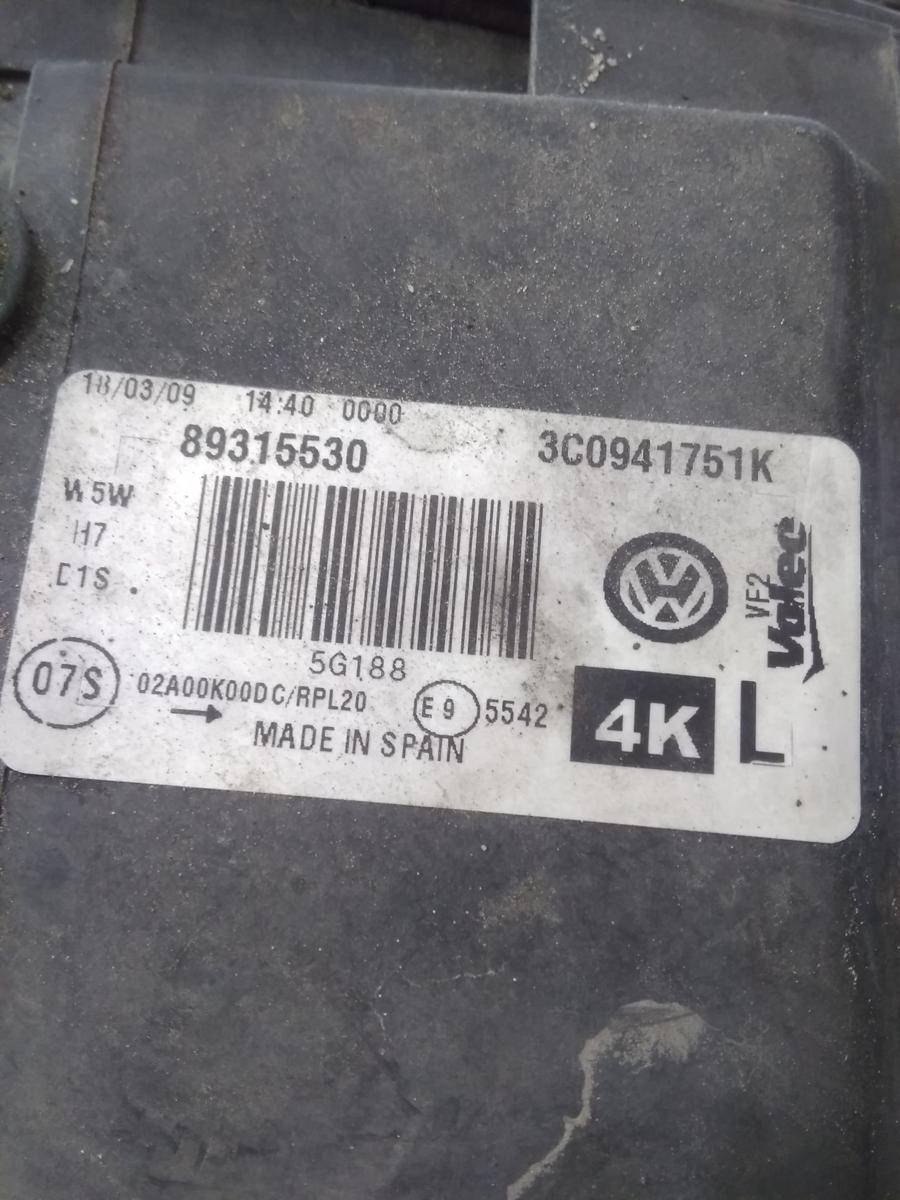 18/03/09 14:40 0000
89315530 3C0941751K
W5W
H7
D1S
VF2
Valeo
5G188
07S 02A00K00DC/RPL20 E9 5542
4K L
MADE IN SPAIN